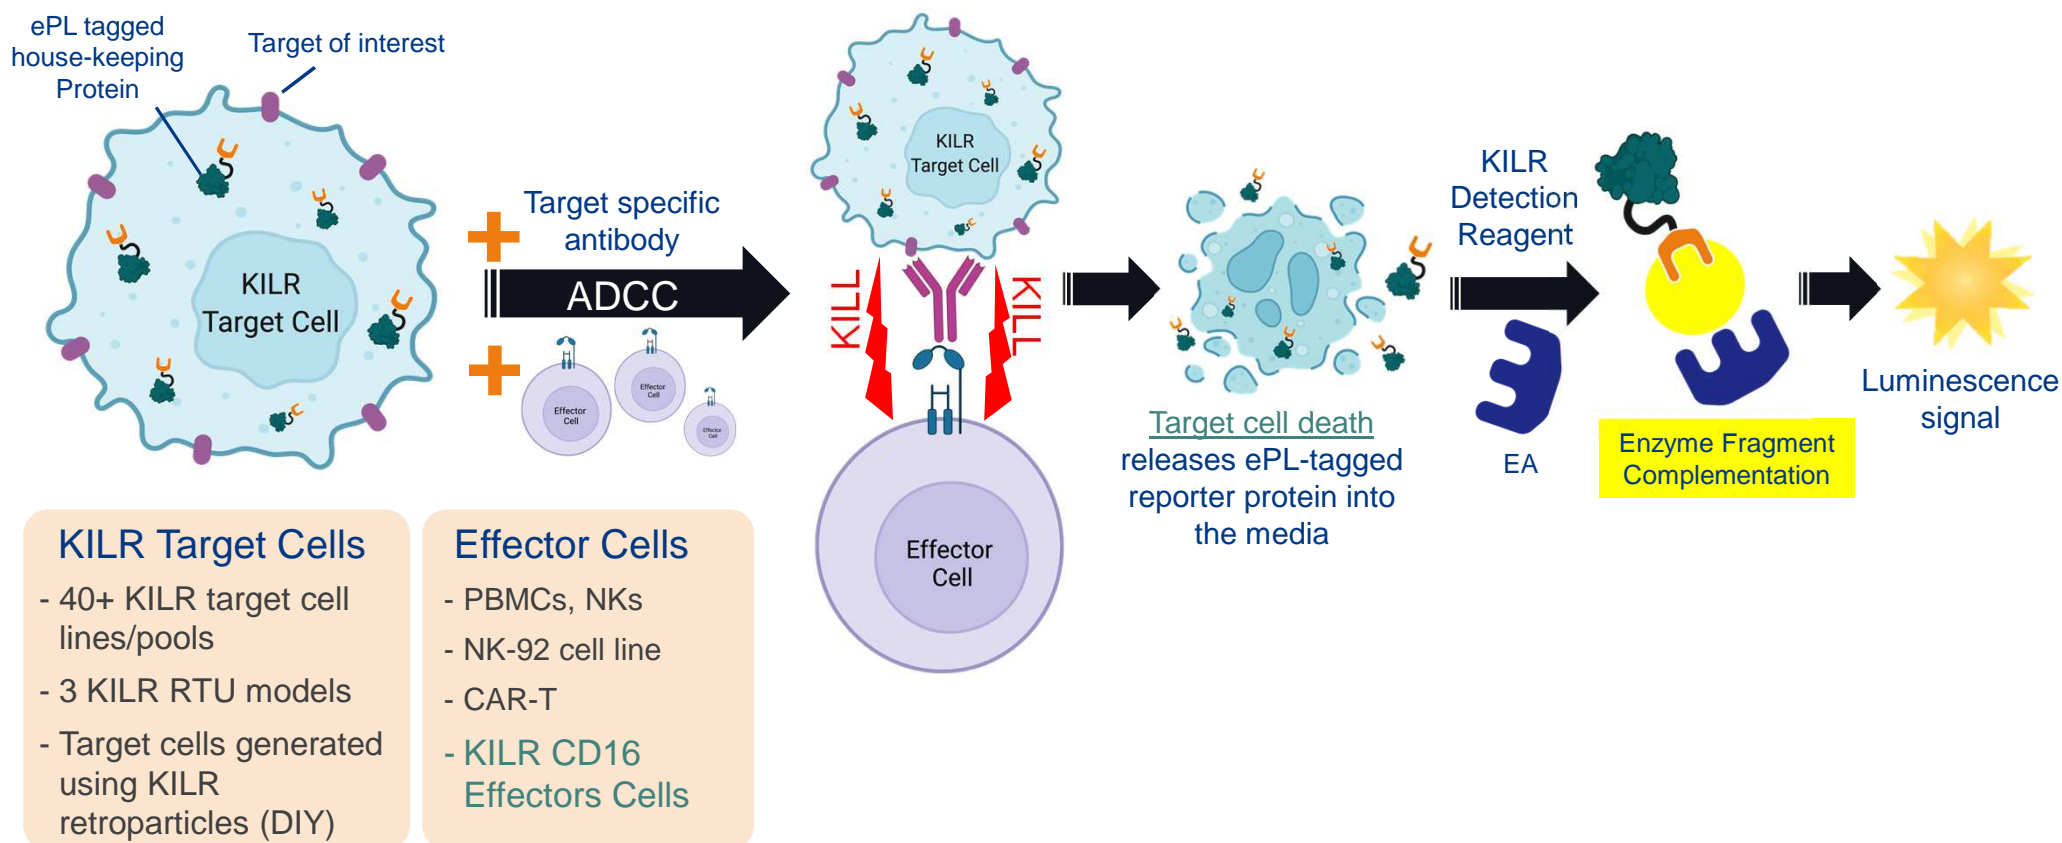 ePL tagged
house-keeping
Protein
Target of interest
KILR
Target Cell
Target specific
antibody
ADCC
Effector
Cell
Effector
Cell
Effector
Cell
KILR
Target Cell
KILL
KILL
Effector
Cell
Target cell death
releases ePL-tagged
reporter protein into
the media
KILR
Detection
Reagent
EA
Enzyme Fragment
Complementation
Luminescence
signal
KILR Target Cells
- 40+ KILR target cell
lines/pools
- 3 KILR RTU models
- Target cells generated
using KILR
retroparticles (DIY)
Effector Cells
- PBMCs, NKs
- NK-92 cell line
- CAR-T
- KILR CD16
Effectors Cells